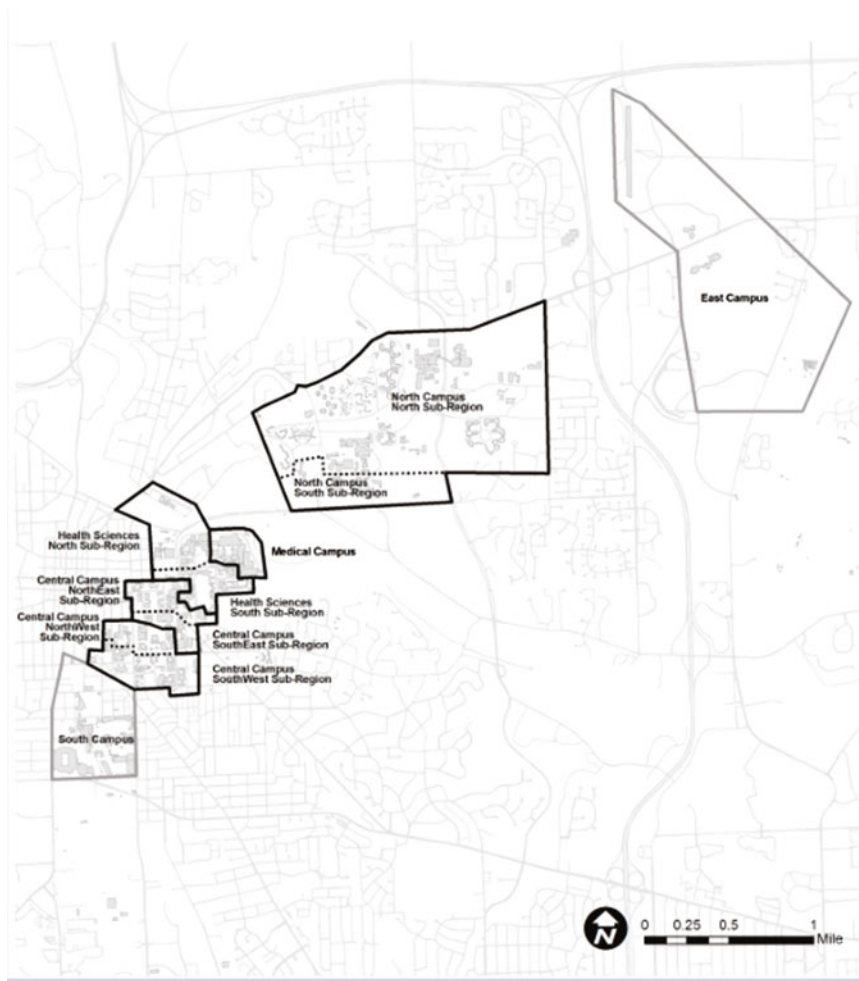 East Campus
North Campus
North Sub-Region
North Campus
South Sub-Region
Health Sciences
North Sub-Region
Medical Campus
Central Campus
NorthEast
Sub-Region
Health Sciences
South Sub-Region
Central Campus
NorthWest
Sub-Region
Central Campus
SouthEast Sub-Region
Central Campus
SouthWest Sub-Region
South Campus
N
0 0.25 0.5 1
Mile